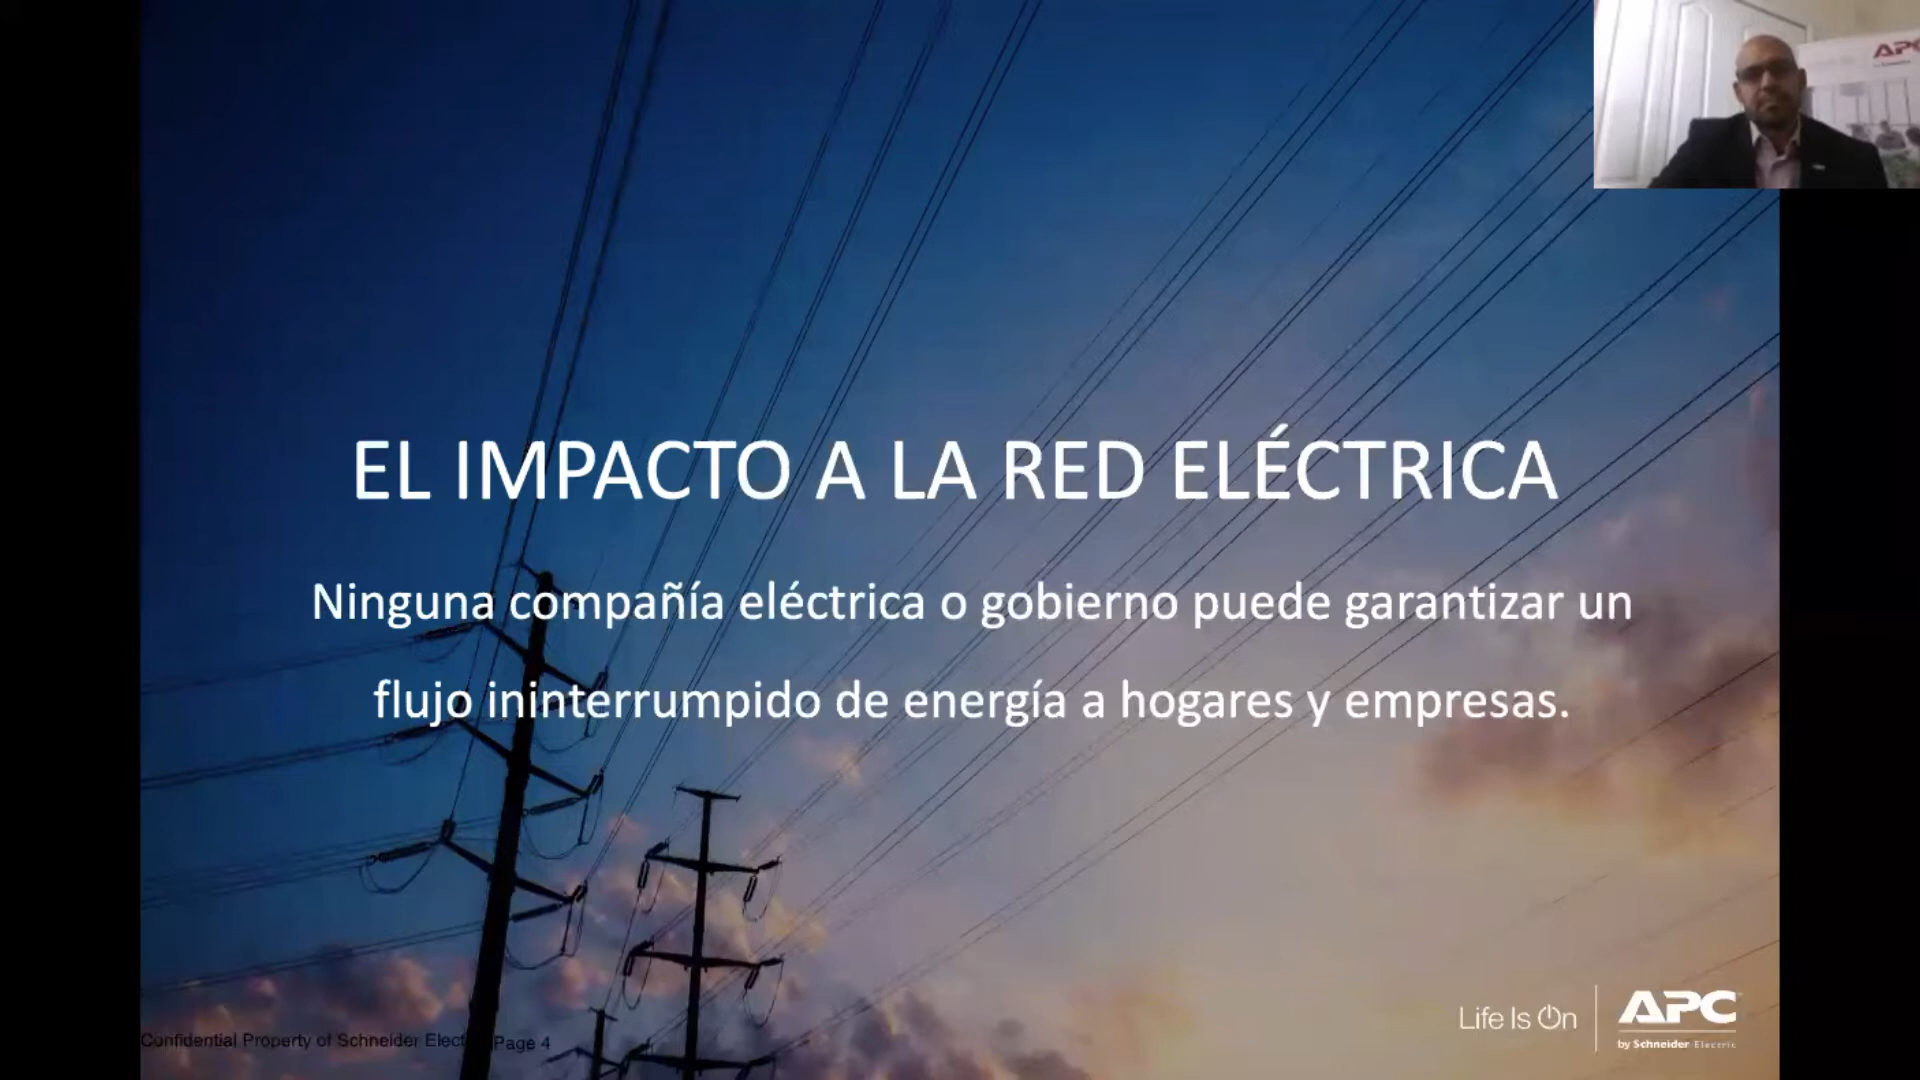 APC
EL IMPACTO A LA RED ELÉCTRICA
Ninguna compañía eléctrica o gobierno puede garantizar un
flujo ininterrumpido de energía a hogares y empresas.
Life Is On
APC
by Schneider Electric
Confidential Property of Schneider Elect
Page 4